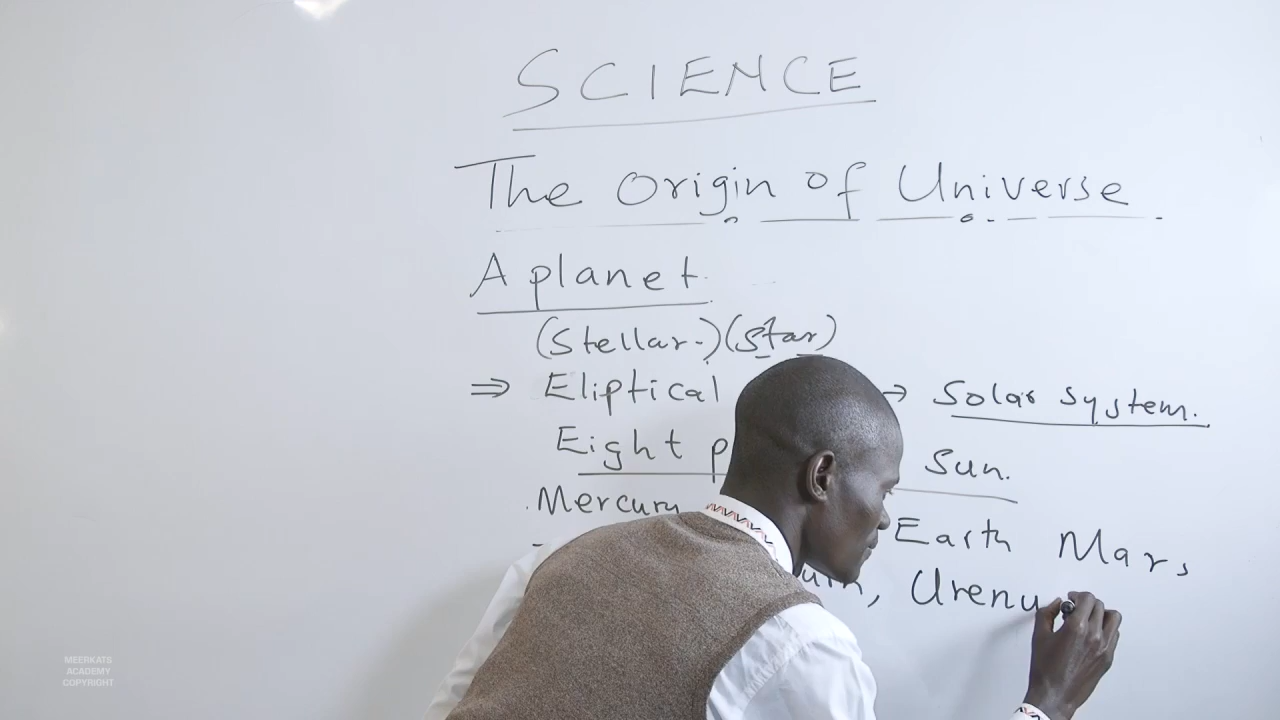 SCIENCE
The Origin of Universe
A planet.
(Stellar-)(star)
⇒ Eliptical → Solar system.
Eight Sun.
Mercury Earth Mars
Urenu
MEERKATS
ACADEMY
COPYRIGHT